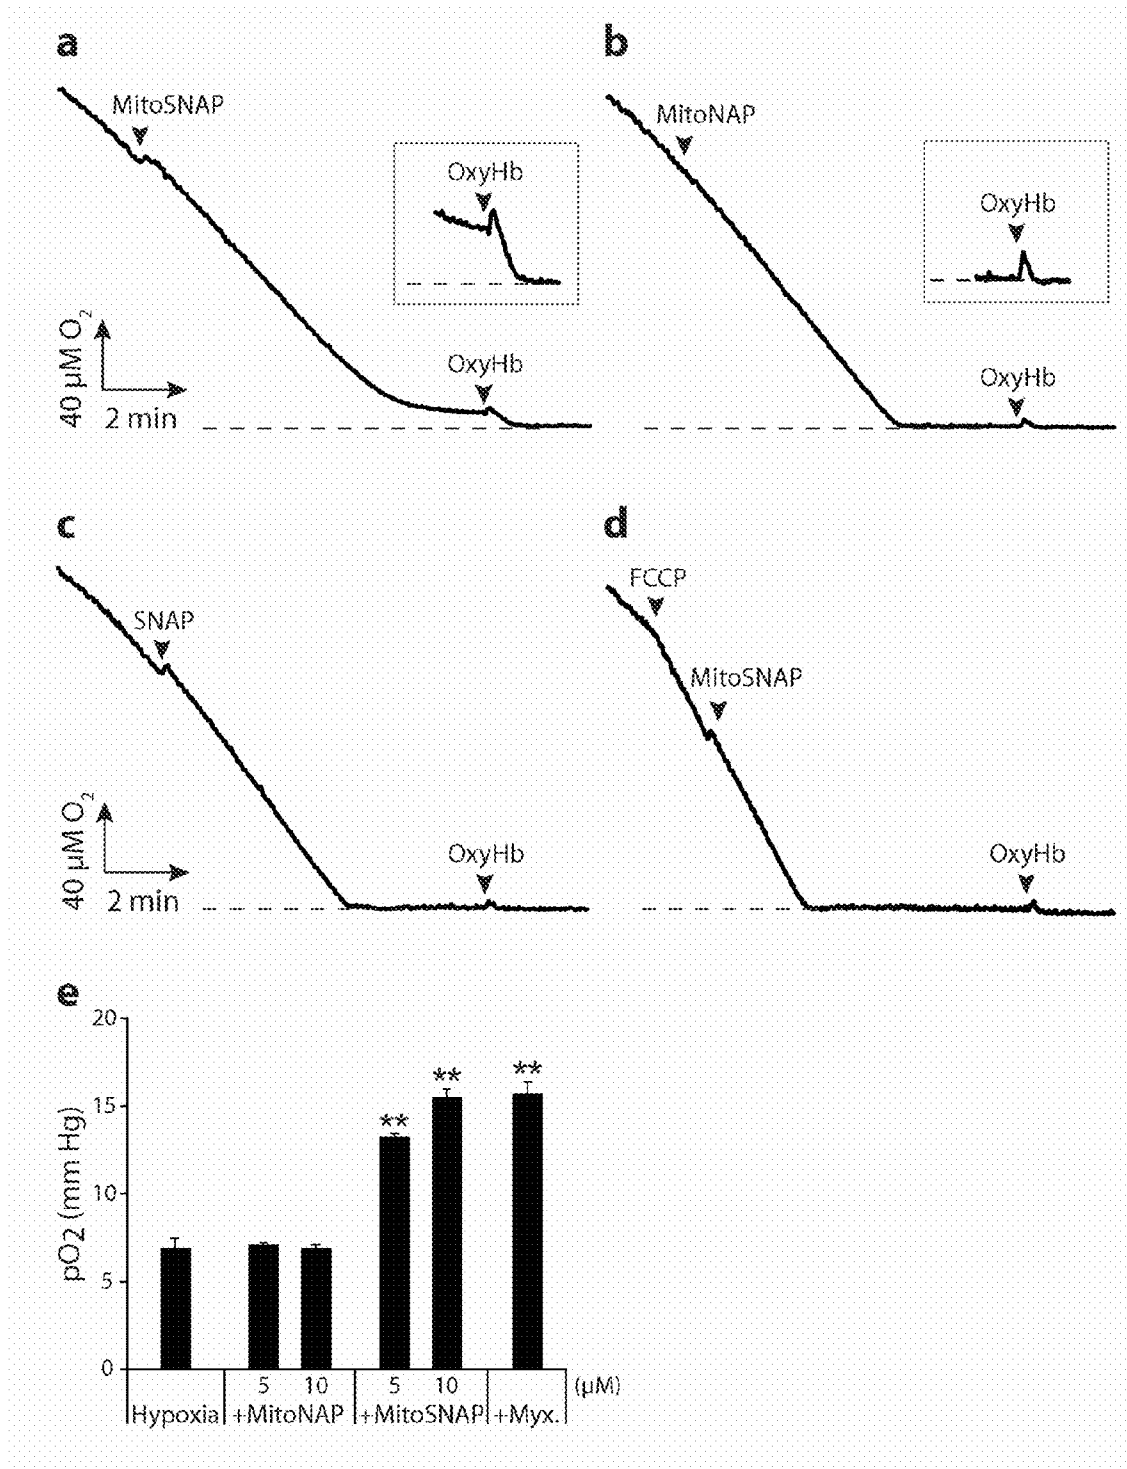 a
MitoSNAP
OxyHb
OxyHb
40 µM O2
2 min
b
MitoNAP
OxyHb
OxyHb
c
SNAP
OxyHb
40 µM O2
2 min
d
FCCP
MitoSNAP
OxyHb
e
pO2 (mm Hg)
20
15
10
5
0
**
**
**
5 10 5 10 (µM)
Hypoxia +MitoNAP +MitoSNAP +Myx.